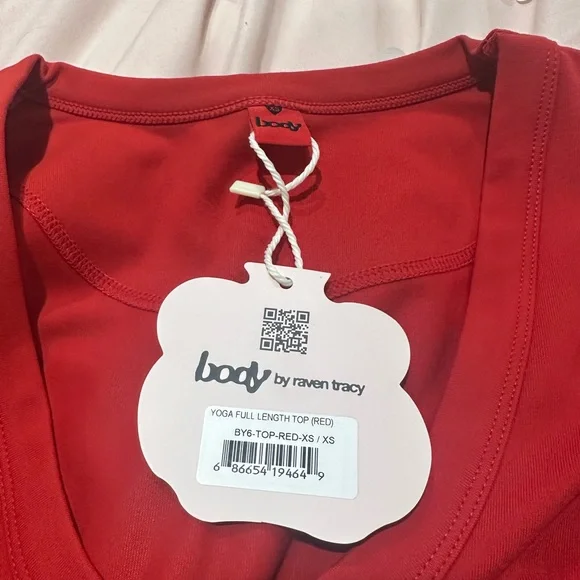 body
body by raven tracy
YOGA FULL LENGTH TOP (RED)
BY6-TOP-RED-XS / XS
6 86654 19464 9